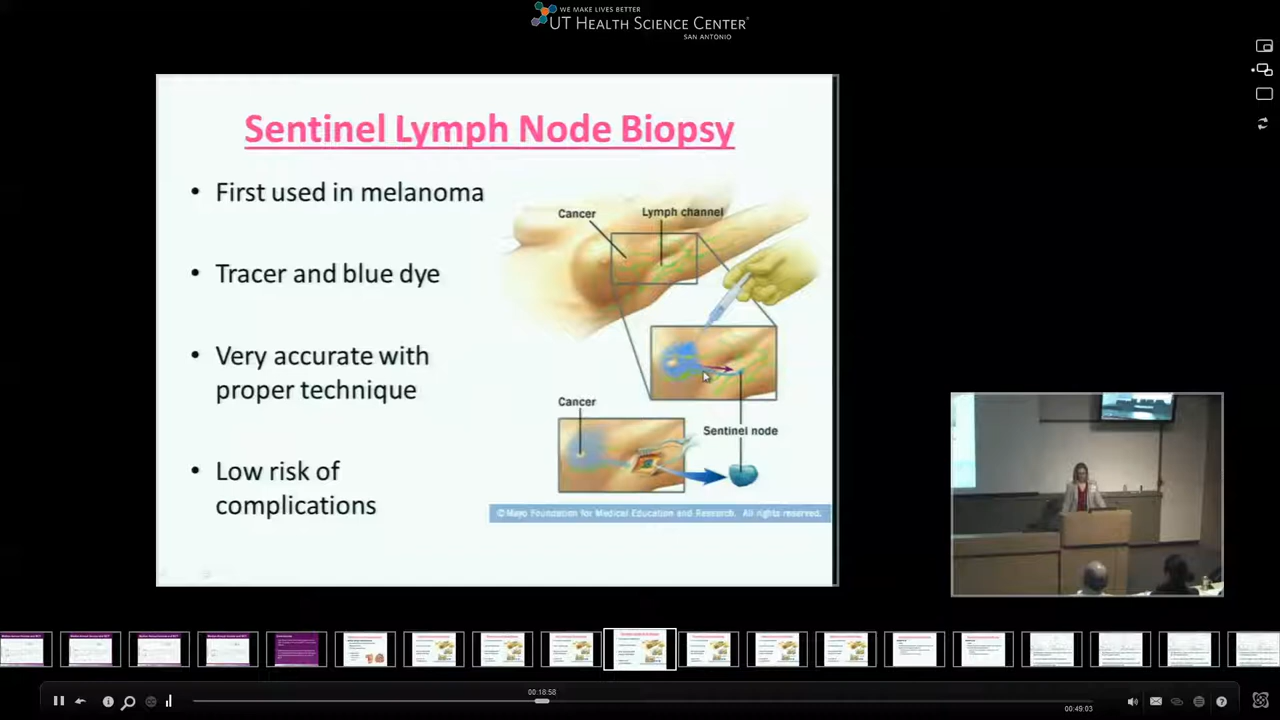 WE MAKE LIVES BETTER
UT HEALTH SCIENCE CENTER®
SAN ANTONIO
Sentinel Lymph Node Biopsy
• First used in melanoma
• Tracer and blue dye
• Very accurate with
proper technique
• Low risk of
complications
Cancer
Lymph channel
Cancer
Sentinel node
© Mayo Foundation for Medical Education and Research. All rights reserved.
00:18:58
00:49:03